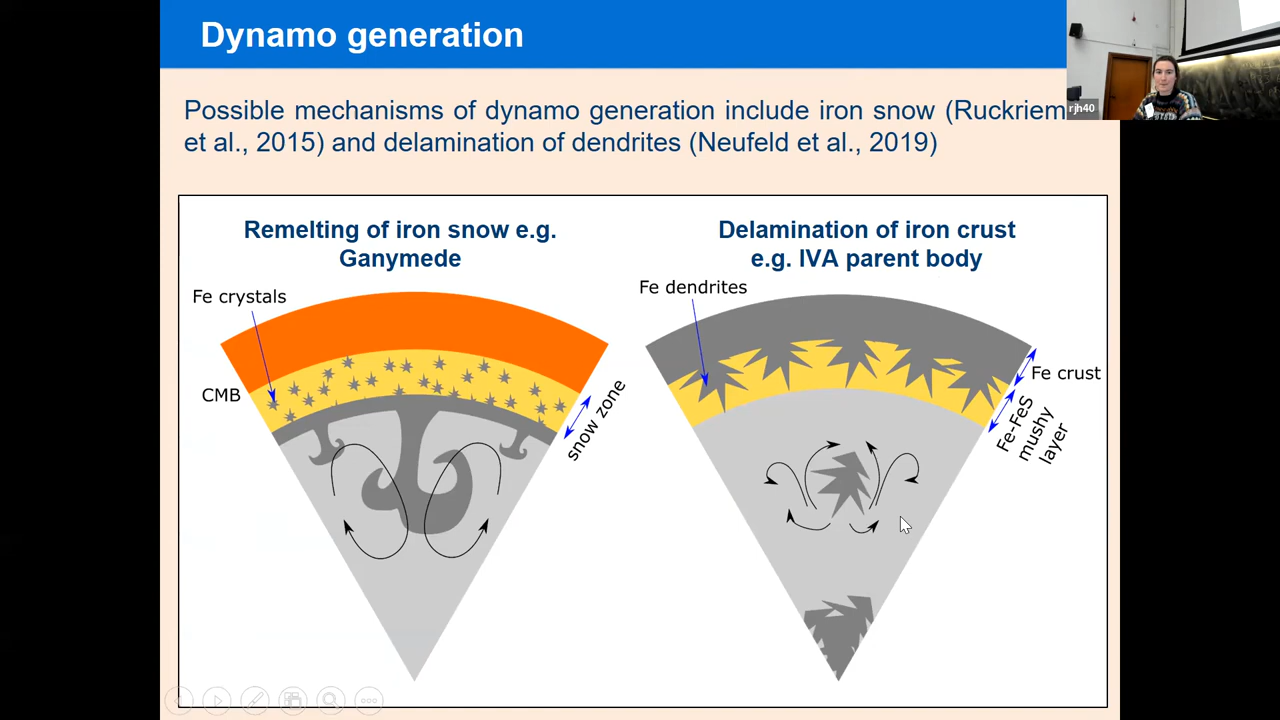 Dynamo generation
Possible mechanisms of dynamo generation include iron snow (Ruckriem
et al., 2015) and delamination of dendrites (Neufeld et al., 2019)
rjh40
Remelting of iron snow e.g.
Ganymede
Fe crystals
CMB
snow zone
Delamination of iron crust
e.g. IVA parent body
Fe dendrites
Fe crust
Fe-FeS
mushy
layer